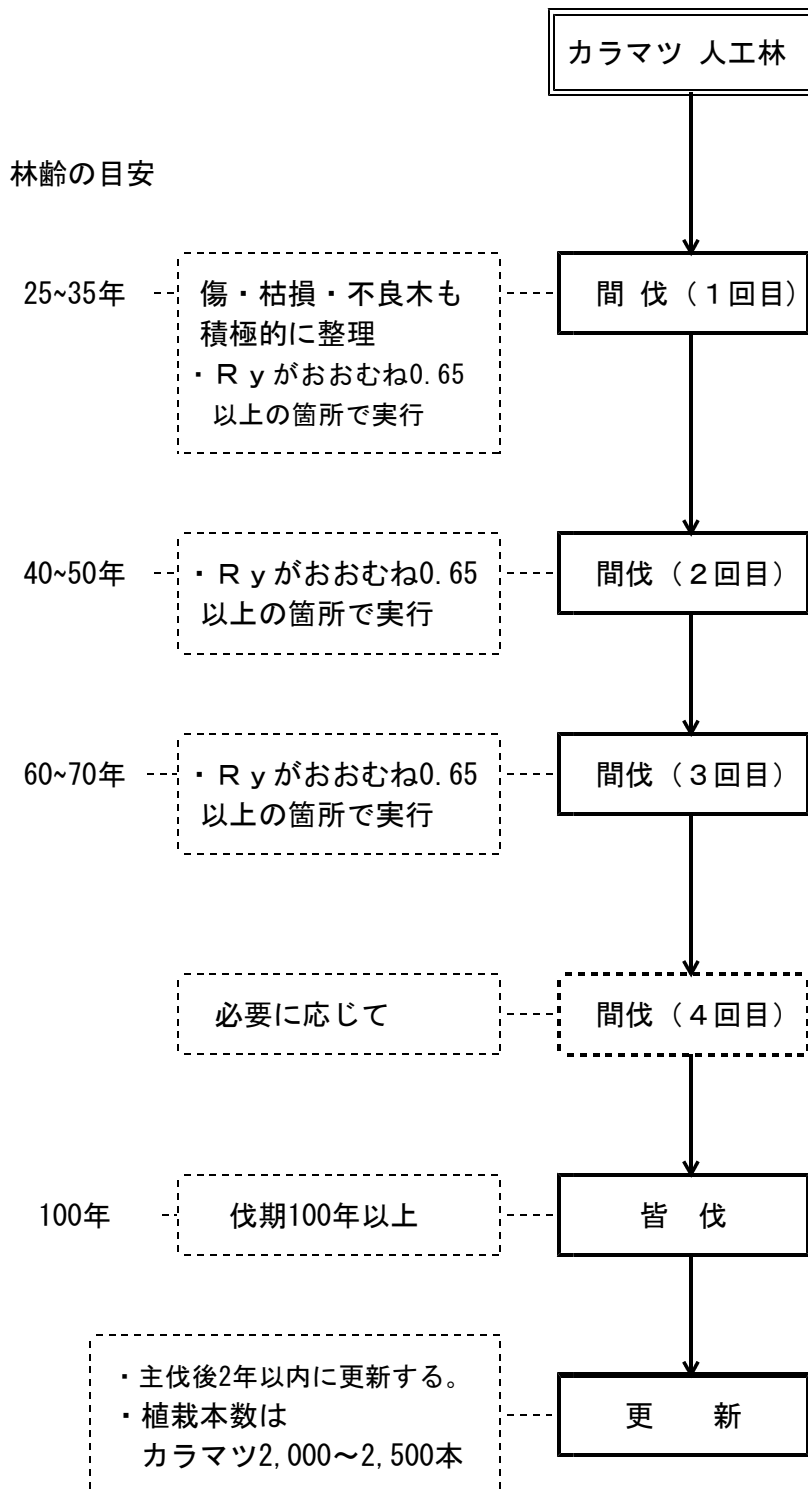 カラマツ 人工林
林齢の目安
25~35年
傷・枯損・不良木も
積極的に整理
・Ｒｙがおおむね0.65
以上の箇所で実行
間 伐（１回目）
40~50年
・Ｒｙがおおむね0.65
以上の箇所で実行
間伐（２回目）
60~70年
・Ｒｙがおおむね0.65
以上の箇所で実行
間伐（３回目）
必要に応じて
間伐（４回目）
100年
伐期100年以上
皆　伐
・主伐後2年以内に更新する。
・植栽本数は
カラマツ2,000～2,500本
更　　新